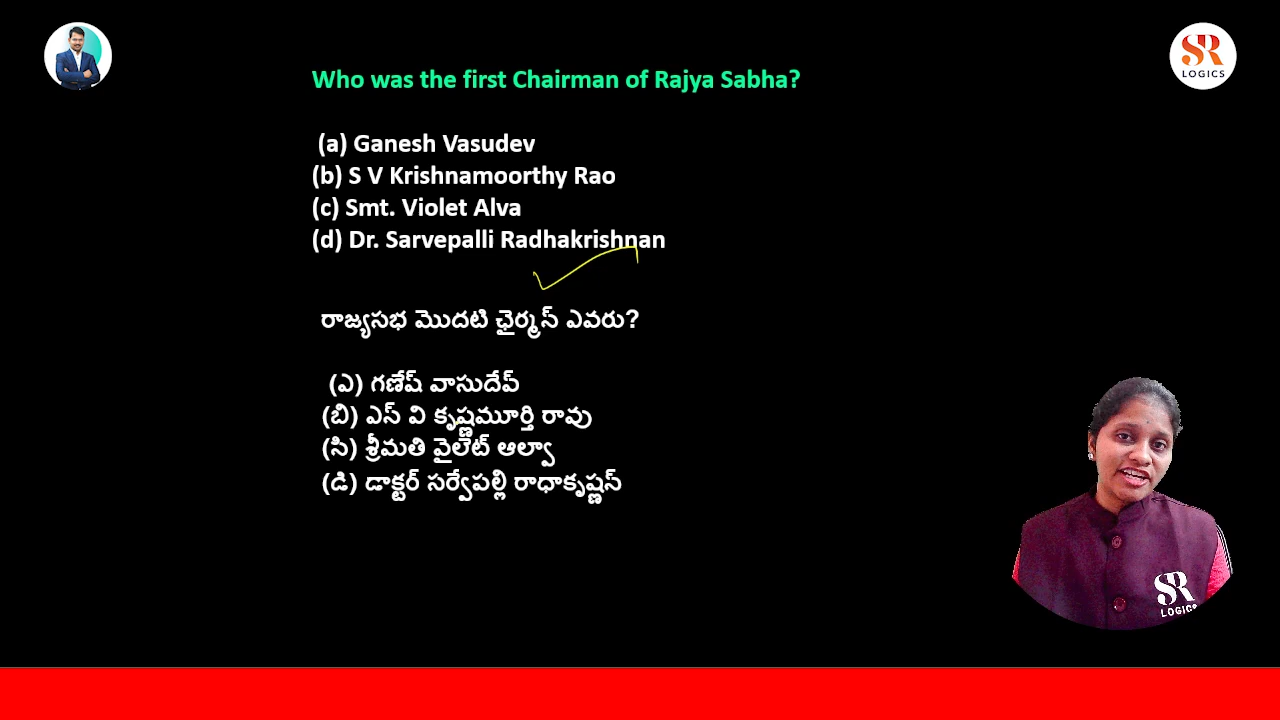 SR
LOGICS
Who was the first Chairman of Rajya Sabha?
(a) Ganesh Vasudev
(b) S V Krishnamoorthy Rao
(c) Smt. Violet Alva
(d) Dr. Sarvepalli Radhakrishnan
రాజ్యసభ మొదటి ఛైర్మన్ ఎవరు?
(ఎ) గణేష్ వాసుదేవ్
(బి) ఎస్ వి కృష్ణమూర్తి రావు
(సి) శ్రీమతి వైలెట్ ఆల్వా
(డి) డాక్టర్ సర్వేపల్లి రాధాకృష్ణన్
SR
LOGICS